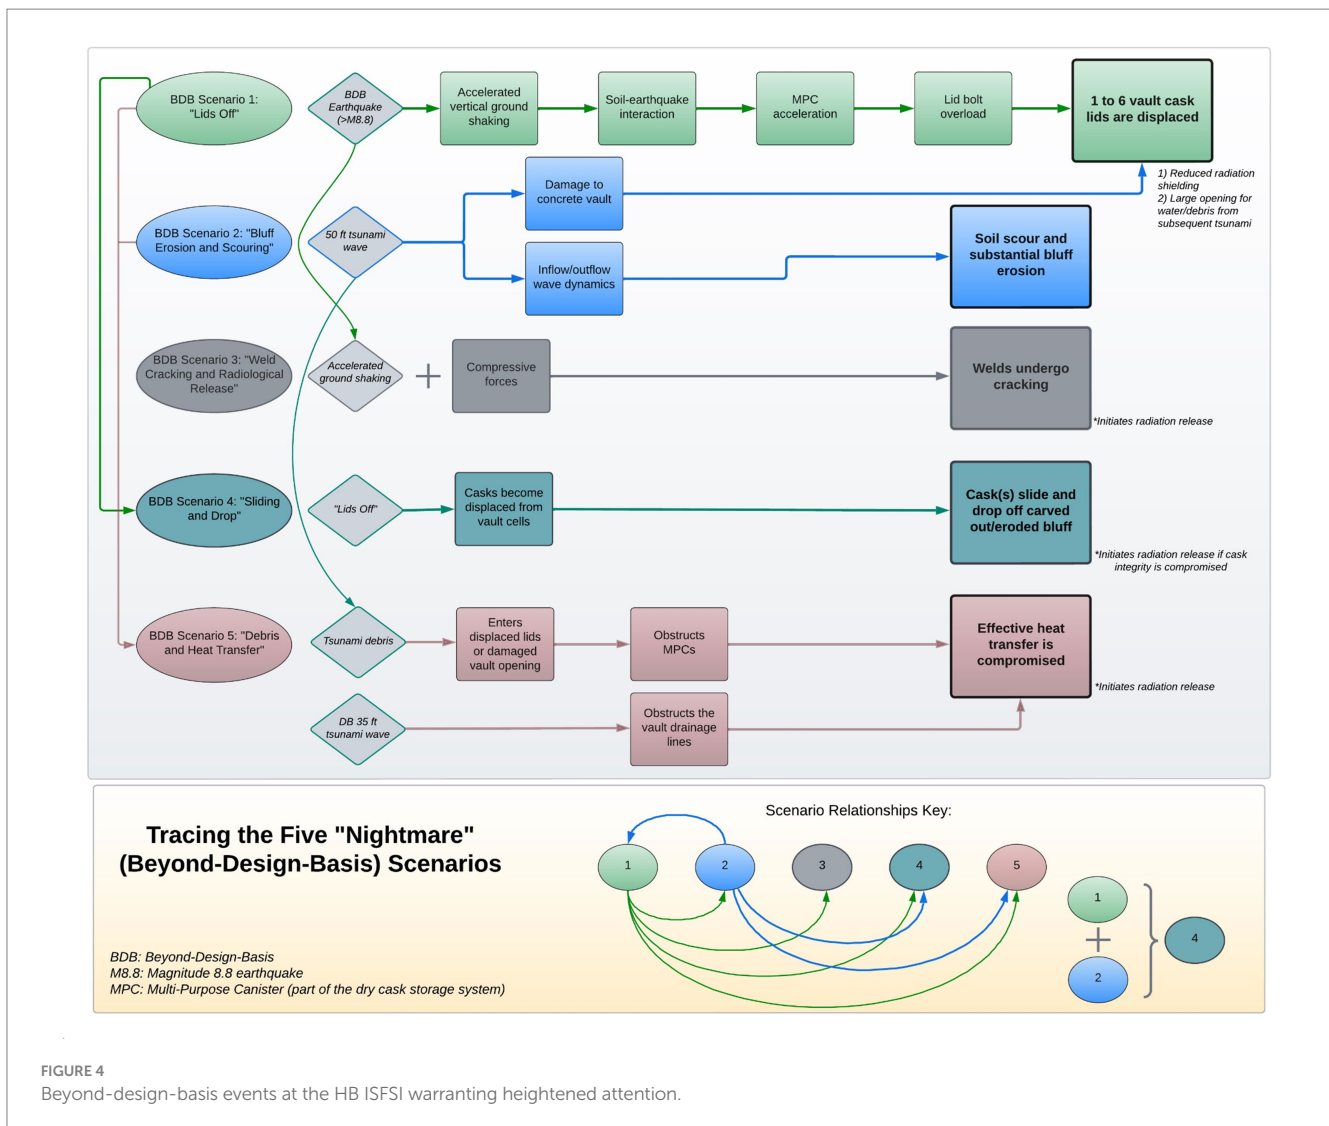 BDB Scenario 1:
"Lids Off"
BDB
Earthquake
(>M8.8)
Accelerated
vertical ground
shaking
Soil-earthquake
interaction
MPC
acceleration
Lid bolt
overload
1 to 6 vault cask
lids are displaced
1) Reduced radiation
shielding
2) Large opening for
water/debris from
subsequent tsunami
BDB Scenario 2: "Bluff
Erosion and Scouring"
50 ft tsunami
wave
Damage to
concrete vault
Inflow/outflow
wave dynamics
Soil scour and
substantial bluff
erosion
BDB Scenario 3: "Weld
Cracking and Radiological
Release"
Accelerated
ground shaking
+
Compressive
forces
Welds undergo
cracking
*Initiates radiation release
BDB Scenario 4: "Sliding
and Drop"
"Lids Off"
Casks become
displaced from
vault cells
Cask(s) slide and
drop off carved
out/eroded bluff
*Initiates radiation release if cask
integrity is compromised
BDB Scenario 5: "Debris
and Heat Transfer"
Tsunami debris
Enters
displaced lids
or damaged
vault opening
Obstructs
MPCs
Effective heat
transfer is
compromised
*Initiates radiation release
DB 35 ft
tsunami wave
Obstructs the
vault drainage
lines
Tracing the Five "Nightmare"
(Beyond-Design-Basis) Scenarios
BDB: Beyond-Design-Basis
M8.8: Magnitude 8.8 earthquake
MPC: Multi-Purpose Canister (part of the dry cask storage system)
Scenario Relationships Key:
1
2
3
4
5
1
+
2
4
FIGURE 4
Beyond-design-basis events at the HB ISFSI warranting heightened attention.